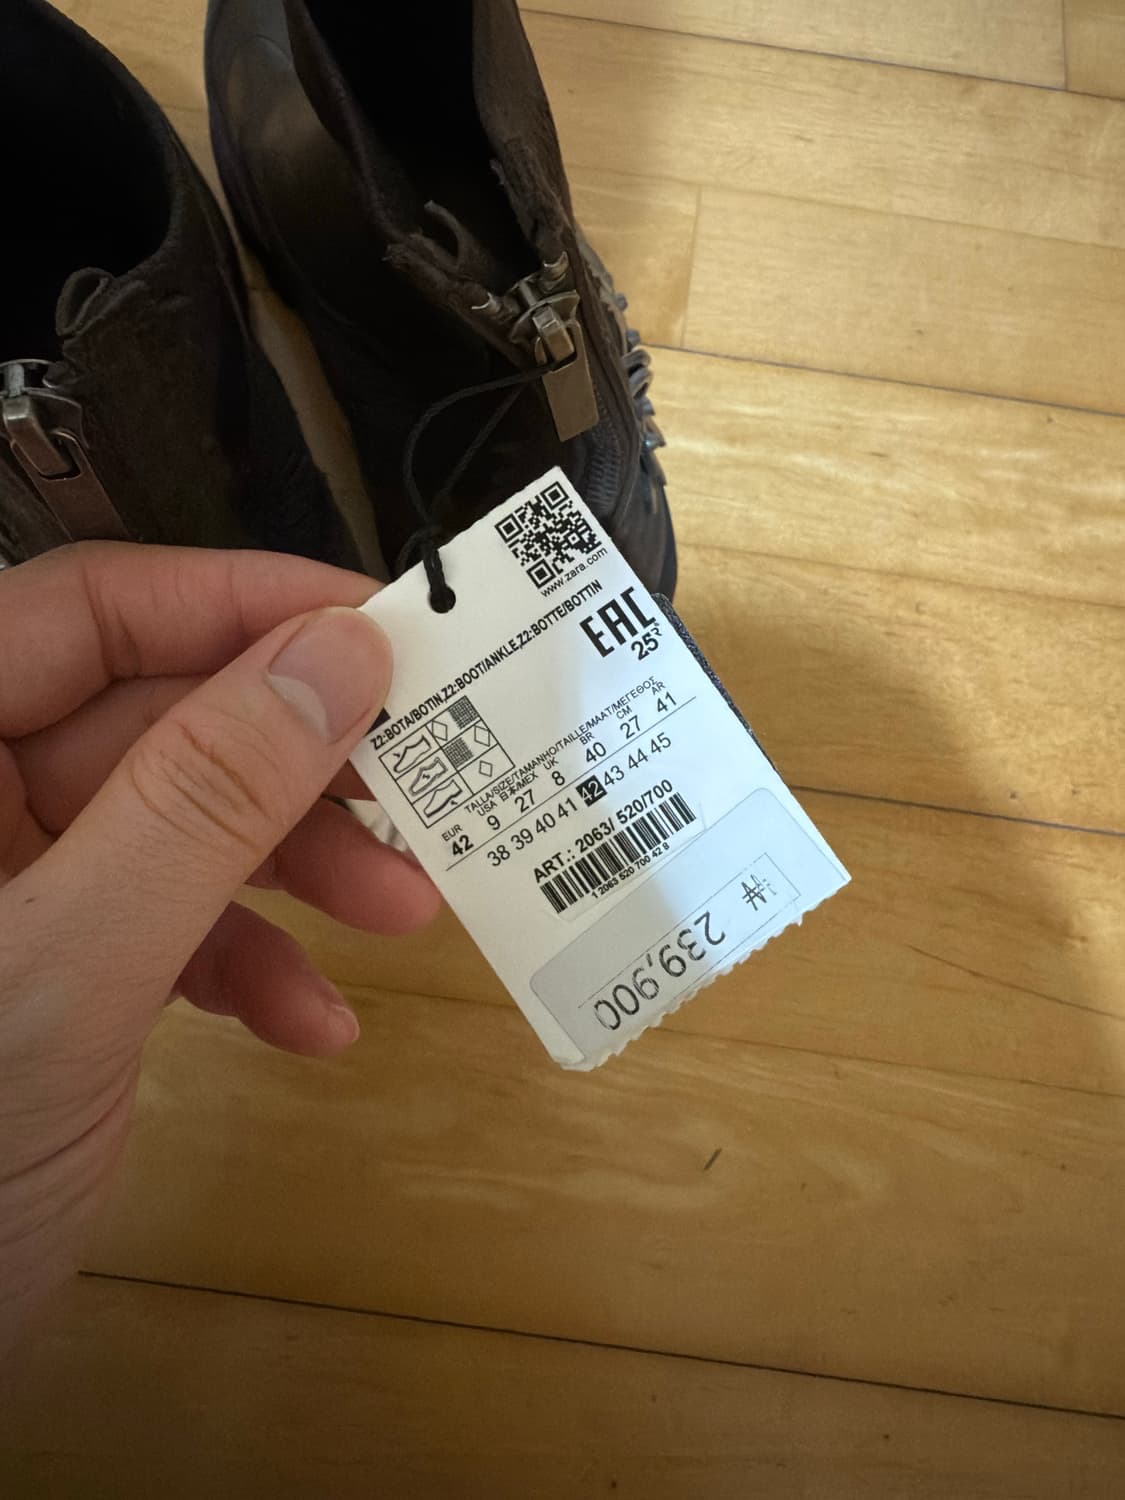 www.zara.com
Z2:BOTA/BOTIN,Z2:BOOT/ANKLE,Z2:BOTTE/BOTTIN
EAC
25
TALLA/SIZE/TAMANHO/TAILLE/MAAT/ΜΕΓΕΘΟΣ
EUR USA 日本/MEX UK BR CM AR
42 9 27 8 40 27 41
38 39 40 41 42 43 44 45
ART.: 2063/ 520/700
1 2063 520 700 42 8
₩ 239,900